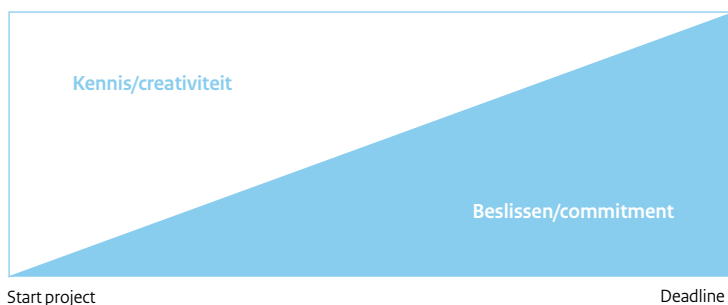 Kennis/creativiteit
Beslissen/commitment
Start project
Deadline